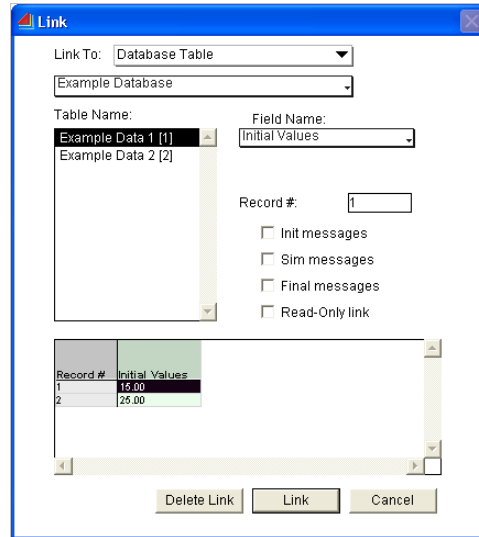 Link
Link To: Database Table
Example Database
Table Name:
Field Name:
Example Data 1 [1]
Example Data 2 [2]
Initial Values
Record #: 1
Init messages
Sim messages
Final messages
Read-Only link
Record # Initial Values
1 15.00
2 25.00
Delete Link Link Cancel